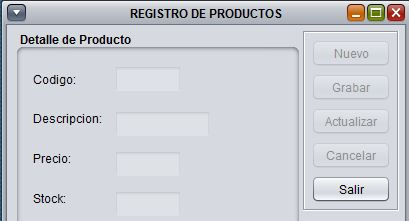 REGISTRO DE PRODUCTOS
Detalle de Producto
Codigo:
Descripcion:
Precio:
Stock:
Nuevo
Grabar
Actualizar
Cancelar
Salir